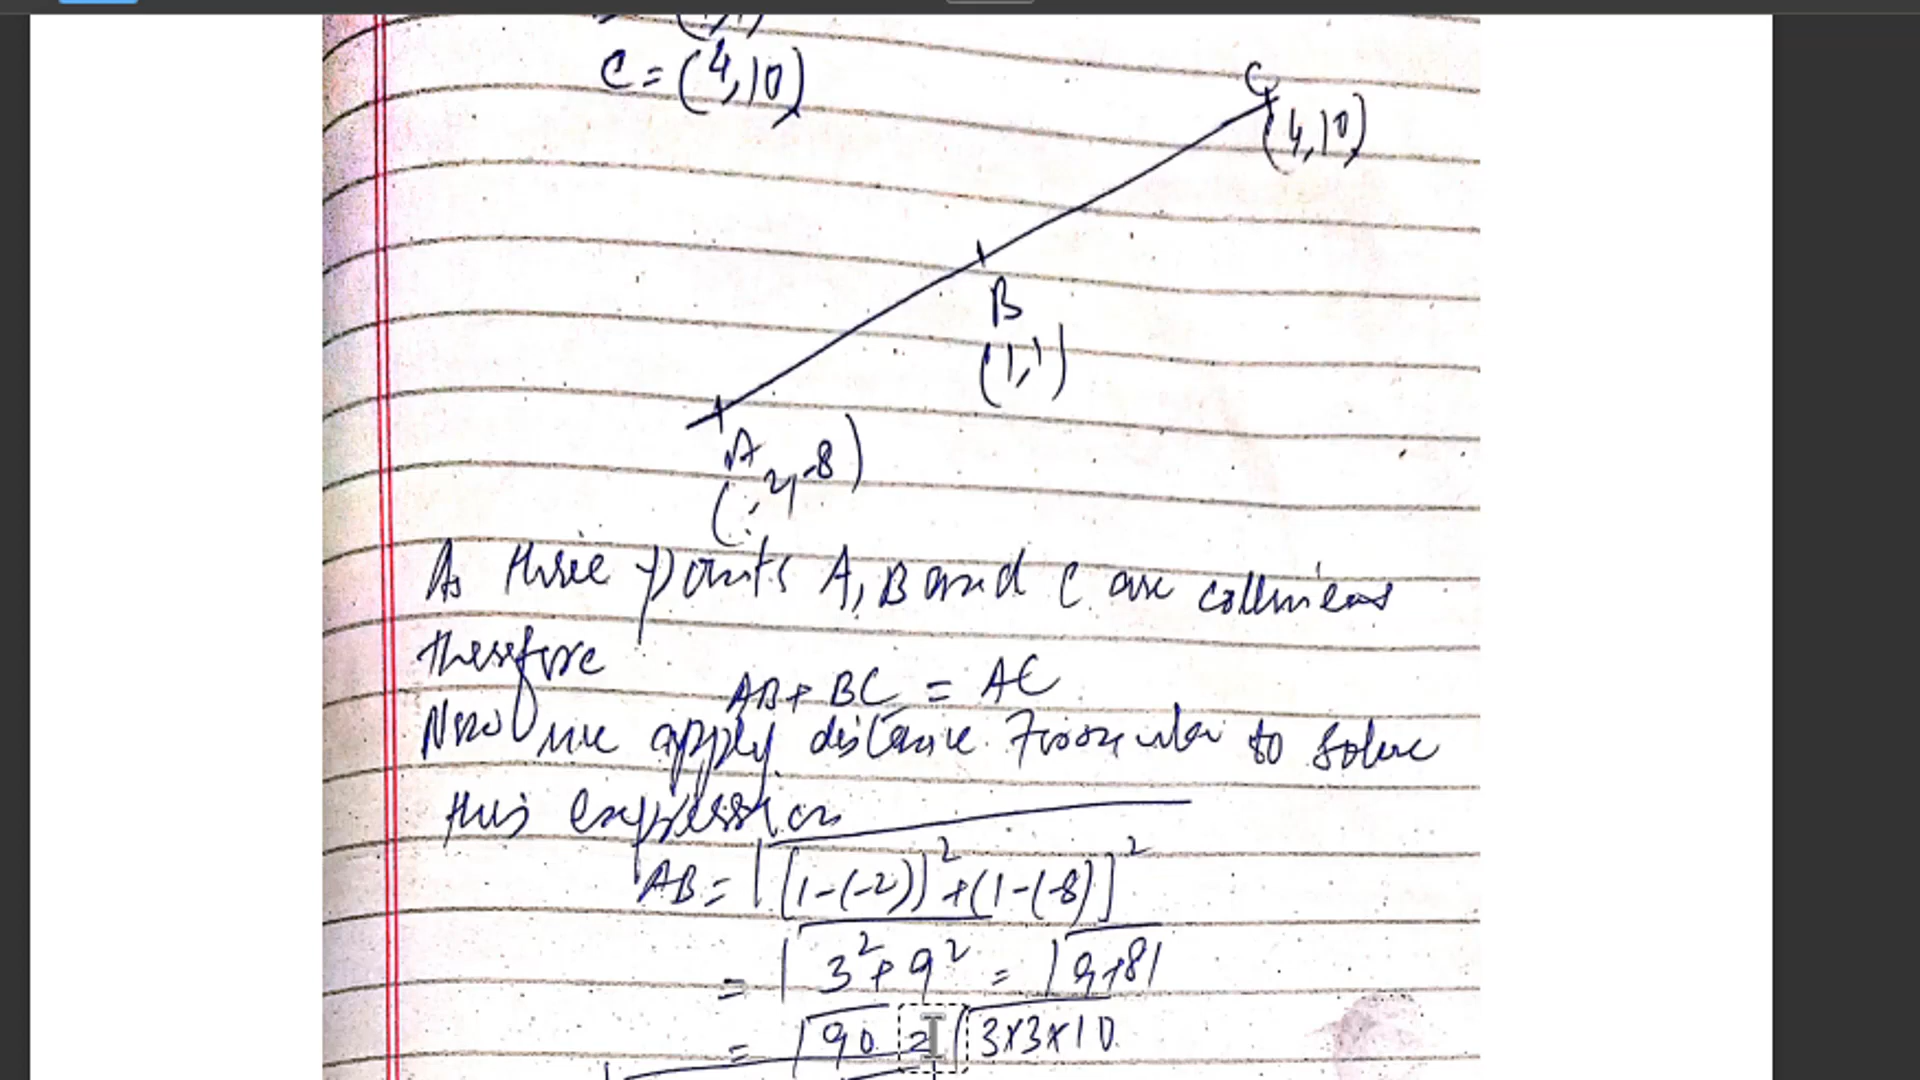 C = (4,10)
C
(4,10)
B
(1,1)
A
(-2,-8)
As three points A, B and C are collinear
therefore
AB + BC = AC
Now we apply distance Formula to solve
this expression
AB = √[(1-(-2))² + (1-(-8)]²
= √3² + 9² = √9+81
= √90 = √3×3×10